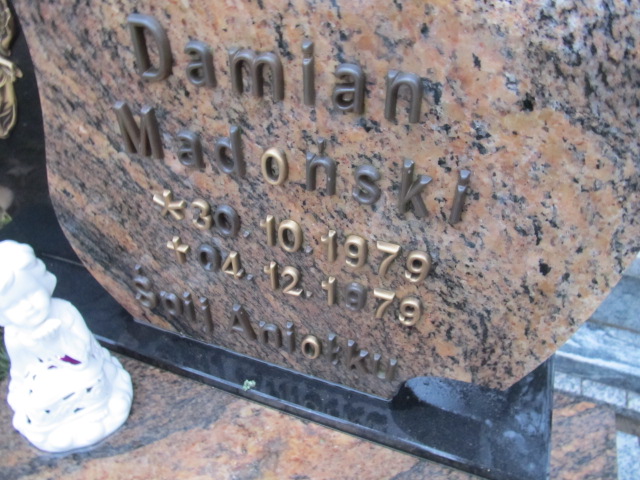 Damian
Madoński
* 30. 10. 1979
+ 04. 12. 1979
Śpij Aniołku